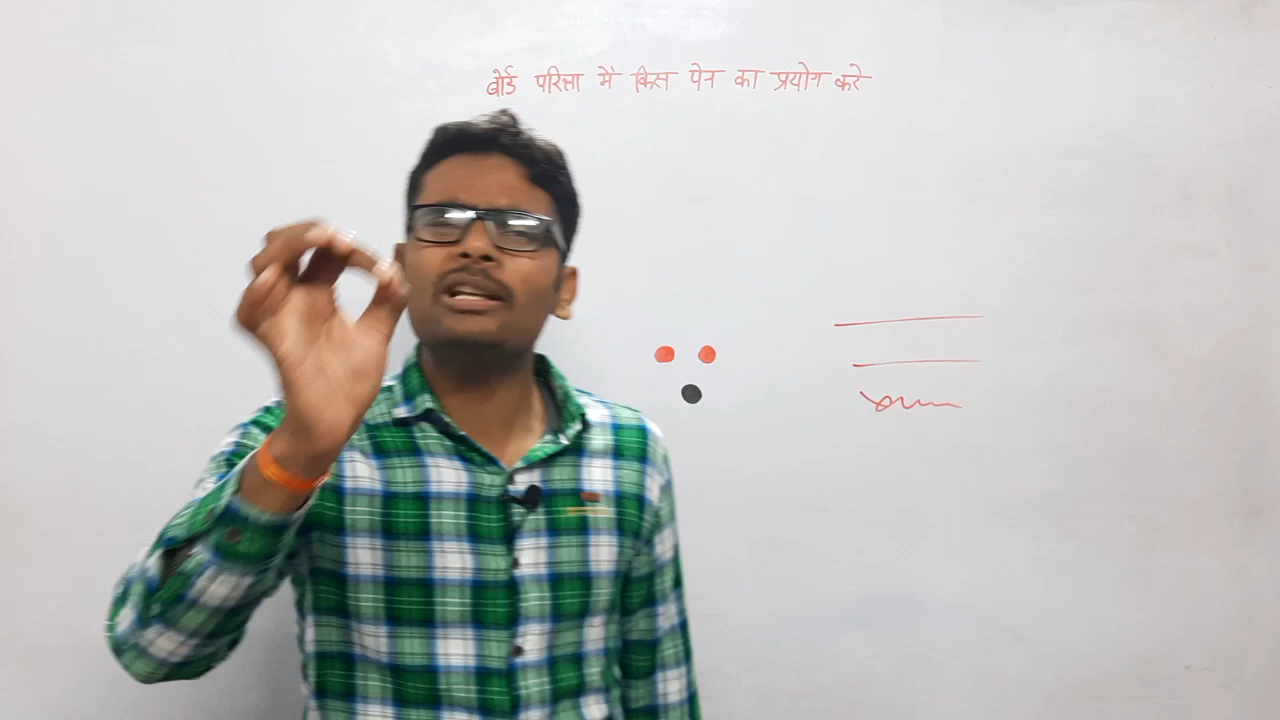 बोर्ड परिक्षा में किस पेन का प्रयोग करे